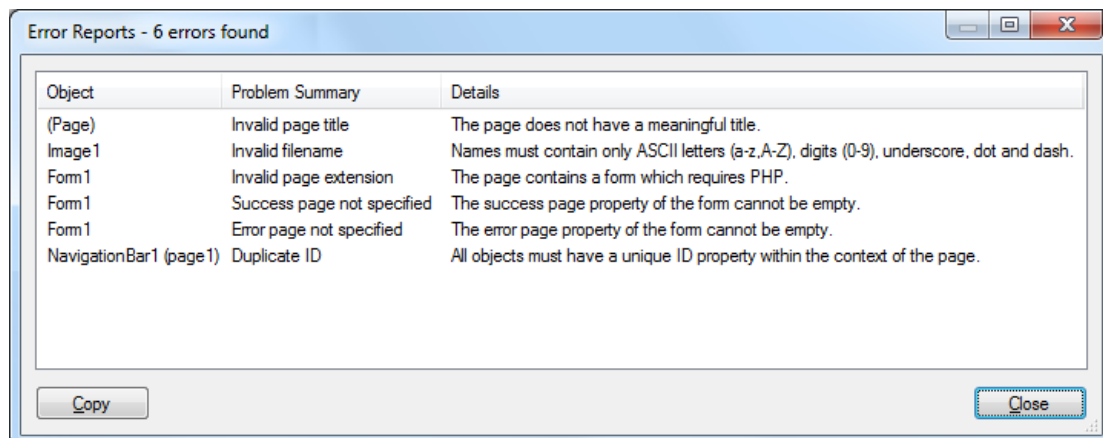 Error Reports - 6 errors found
Object Problem Summary Details
(Page) Invalid page title The page does not have a meaningful title.
Image1 Invalid filename Names must contain only ASCII letters (a-z,A-Z), digits (0-9), underscore, dot and dash.
Form1 Invalid page extension The page contains a form which requires PHP.
Form1 Success page not specified The success page property of the form cannot be empty.
Form1 Error page not specified The error page property of the form cannot be empty.
NavigationBar1 (page1) Duplicate ID All objects must have a unique ID property within the context of the page.
Copy Close